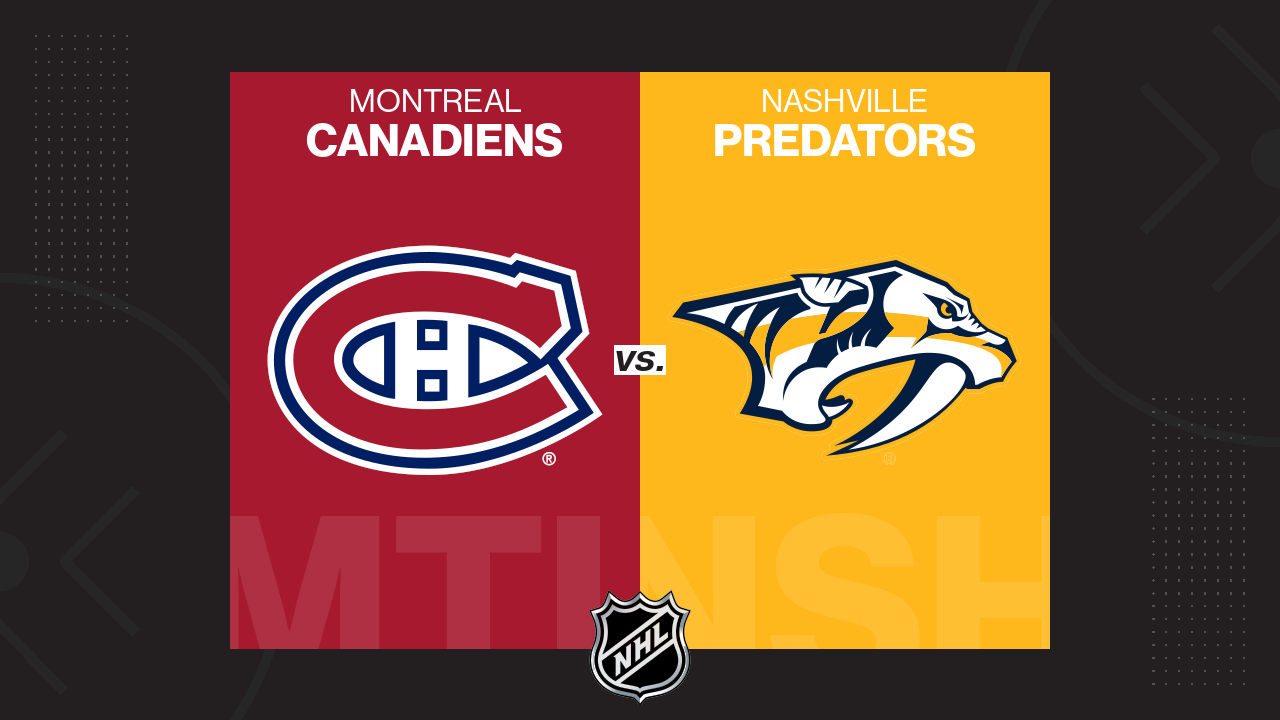 MONTREAL
CANADIENS
NASHVILLE
PREDATORS
vs.
®
®
MTL
NSH
NHL